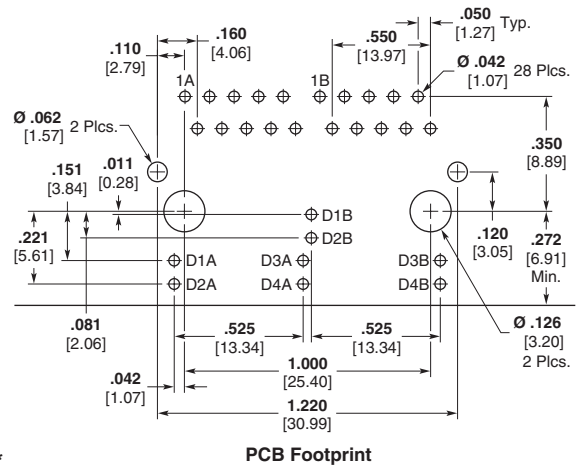 .050 Typ.
[1.27]
.160
[4.06]
.110
[2.79]
.550
[13.97]
1A
1B
Ø .042
[1.07] 28 Plcs.
Ø .062
[1.57] 2 Plcs.
.151
[3.84]
.011
[0.28]
.350
[8.89]
.221
[5.61]
D1B
D2B
.120
[3.05]
.272
[6.91]
Min.
D1A
D3A
D3B
D2A
D4A
D4B
.081
[2.06]
.525
[13.34]
.525
[13.34]
Ø .126
[3.20]
2 Plcs.
.042
[1.07]
1.000
[25.40]
1.220
[30.99]
PCB Footprint